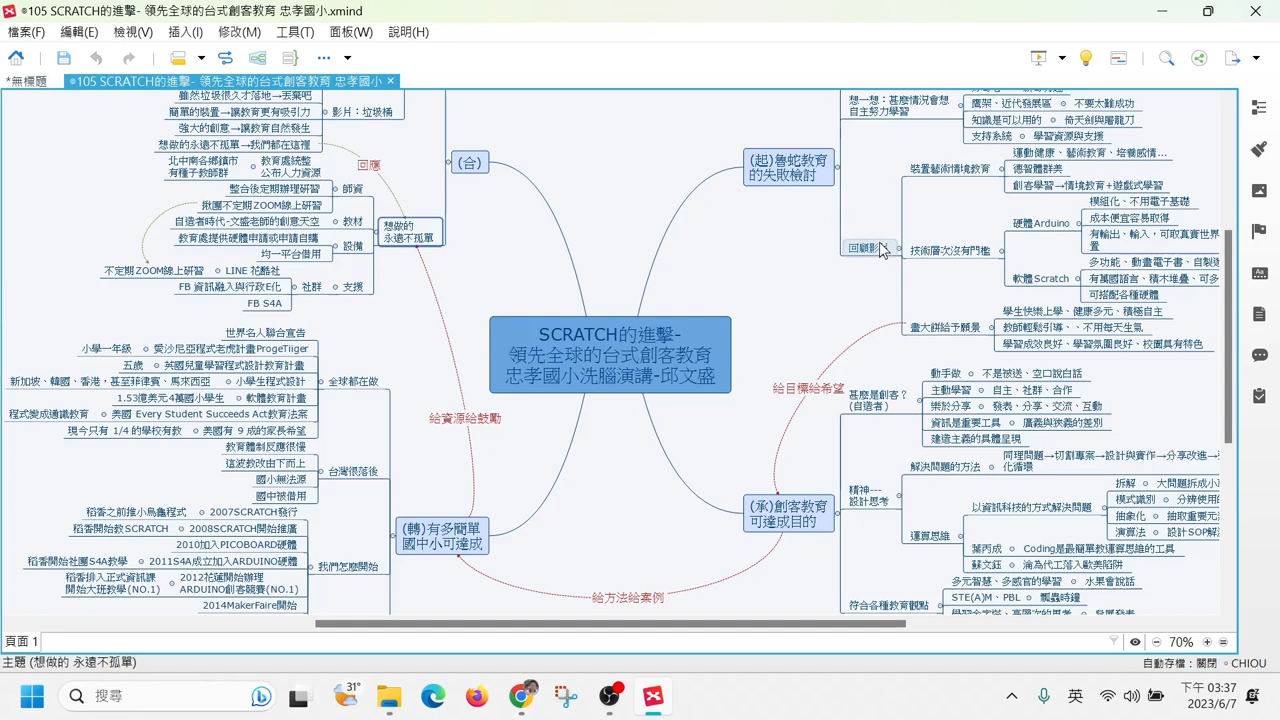 ●105 SCRATCH的進擊- 領先全球的台式創客教育 忠孝國小.xmind
檔案(F) 編輯(E) 檢視(V) 插入(I) 修改(M) 工具(T) 面板(W) 說明(H)
*無標題
●105 SCRATCH的進擊- 領先全球的台式創客教育 忠孝國小
雖然垃圾很久才落地→丟棄吧
簡單的裝置→讓教育更有吸引力
影片：垃圾桶
強大的創意→讓教育自然發生
想做的永遠不孤單→我們都在這裡
回應
(合)
北中南各鄉鎮市
有種子教師群
教育處統整
公布人力資源
整合後定期辦理研習
師資
揪團不定期ZOOM線上研習
自造者時代-文盛老師的創意天空
教材
教育處提供硬體申請或申請自購
設備
均一平台借用
想做的
永遠不孤單
不定期ZOOM線上研習
LINE 花酷社
FB 資訊融入與行政E化
社群
支援
FB S4A
世界名人聯合宣告
小學一年級
愛沙尼亞程式老虎計畫ProgeTiiger
五歲
英國兒童學習程式設計教育計畫
新加坡、韓國、香港，甚至菲律賓、馬來西亞
小學生程式設計
全球都在做
1.53億美元4萬國小學生
軟體教育計畫
程式變成通識教育
美國 Every Student Succeeds Act教育法案
現今只有 1/4 的學校有教
美國有 9 成的家長希望
教育體制反應很慢
這波教改由下而上
台灣很落後
國小無法源
國中被借用
稻香之前推小烏龜程式
2007SCRATCH發行
稻香開始教SCRATCH
2008SCRATCH開始推廣
2010加入PICOBOARD硬體
稻香開始社團S4A教學
2011S4A成立加入ARDUINO硬體
我們怎麼開始
稻香排入正式資訊課
開始大班教學(NO.1)
2012花蓮開始辦理
ARDUINO創客競賽(NO.1)
2014MakerFaire開始
(轉)有多簡單
國中小可達成
給資源給鼓勵
SCRATCH的進擊-
領先全球的台式創客教育
忠孝國小洗腦演講-邱文盛
給目標給希望
給方法給案例
(起)魯蛇教育
的失敗檢討
想一想：甚麼情況會想
自主努力學習
鷹架、近代發展區
不要太難成功
知識是可以用的
倚天劍與屠龍刀
支持系統
學習資源與支援
回顧影
裝置藝術情境教育
運動健康、藝術教育、培養感情...
德智體群美
創客學習→情境教育+遊戲式學習
技術層次沒有門檻
硬體Arduino
模組化、不用電子基礎
成本便宜容易取得
有輸出、輸入，可取真實世界
置
軟體Scratch
多功能、動畫電子書、自製遊
有萬國語言、積木堆疊、可多
可搭配各種硬體
畫大餅給予願景
學生快樂上學、健康多元、積極自主
教師輕鬆引導、、不用每天生氣
學習成效良好、學習氛圍良好、校園具有特色
(承)創客教育
可達成目的
甚麼是創客？
(自造者)
動手做
不是被送、空口說白話
主動學習
自主、社群、合作
樂於分享
發表、分享、交流、互動
資訊是重要工具
廣義與狹義的差別
建造主義的具體呈現
精神---
設計思考
解決問題的方法
同理問題→切割專案→設計與實作→分享改進→
化循環
運算思維
以資訊科技的方式解決問題
拆解
大問題拆成小
模式識別
分辨使用的
抽象化
抽取重要元
演算法
設計SOP解
葉丙成
Coding是最簡單教運算思維的工具
蘇文鈺
淪為代工落入歐美陷阱
符合各種教育觀點
多元智慧、多感官的學習
水果會說話
STE(A)M、PBL
瓢蟲時鐘
頁面 1
70%
主題 (想做的 永遠不孤單)
自動存檔：關閉
CHIOU
搜尋
31°
英
下午 03:37
2023/6/7